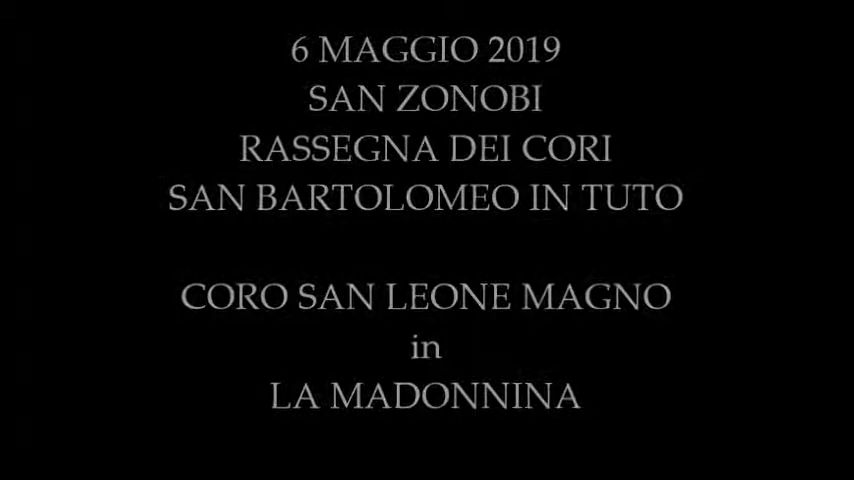 6 MAGGIO 2019
SAN ZONOBI
RASSEGNA DEI CORI
SAN BARTOLOMEO IN TUTO
CORO SAN LEONE MAGNO
in
LA MADONNINA